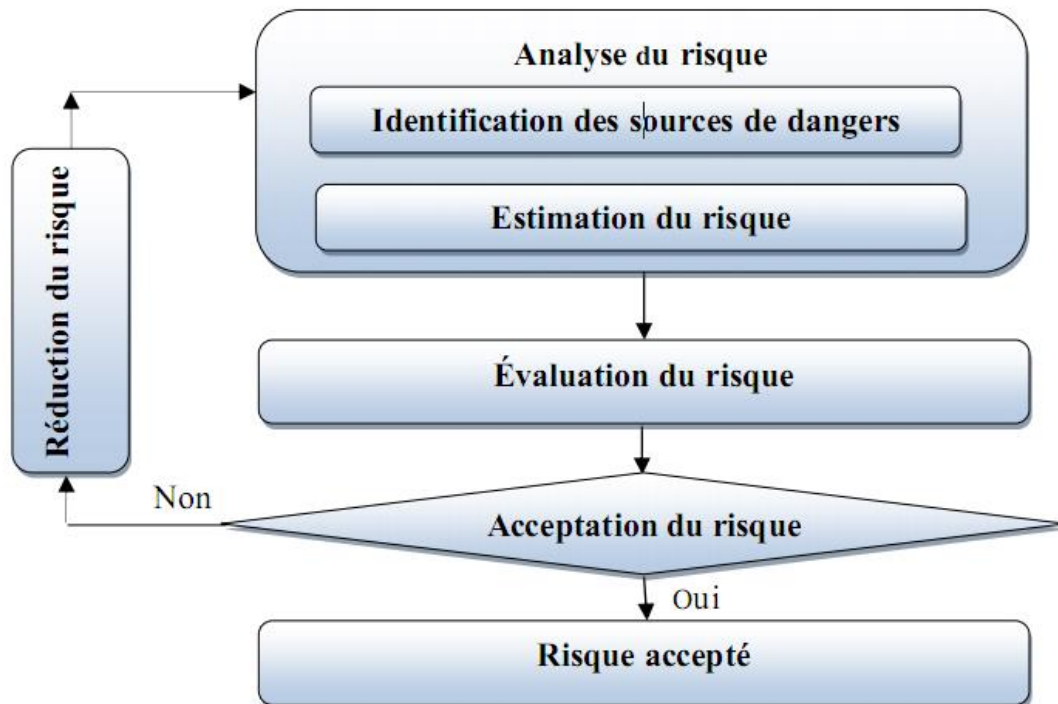 Analyse du risque
Identification des sources de dangers
Estimation du risque
Réduction du risque
Évaluation du risque
Non
Acceptation du risque
Oui
Risque accepté